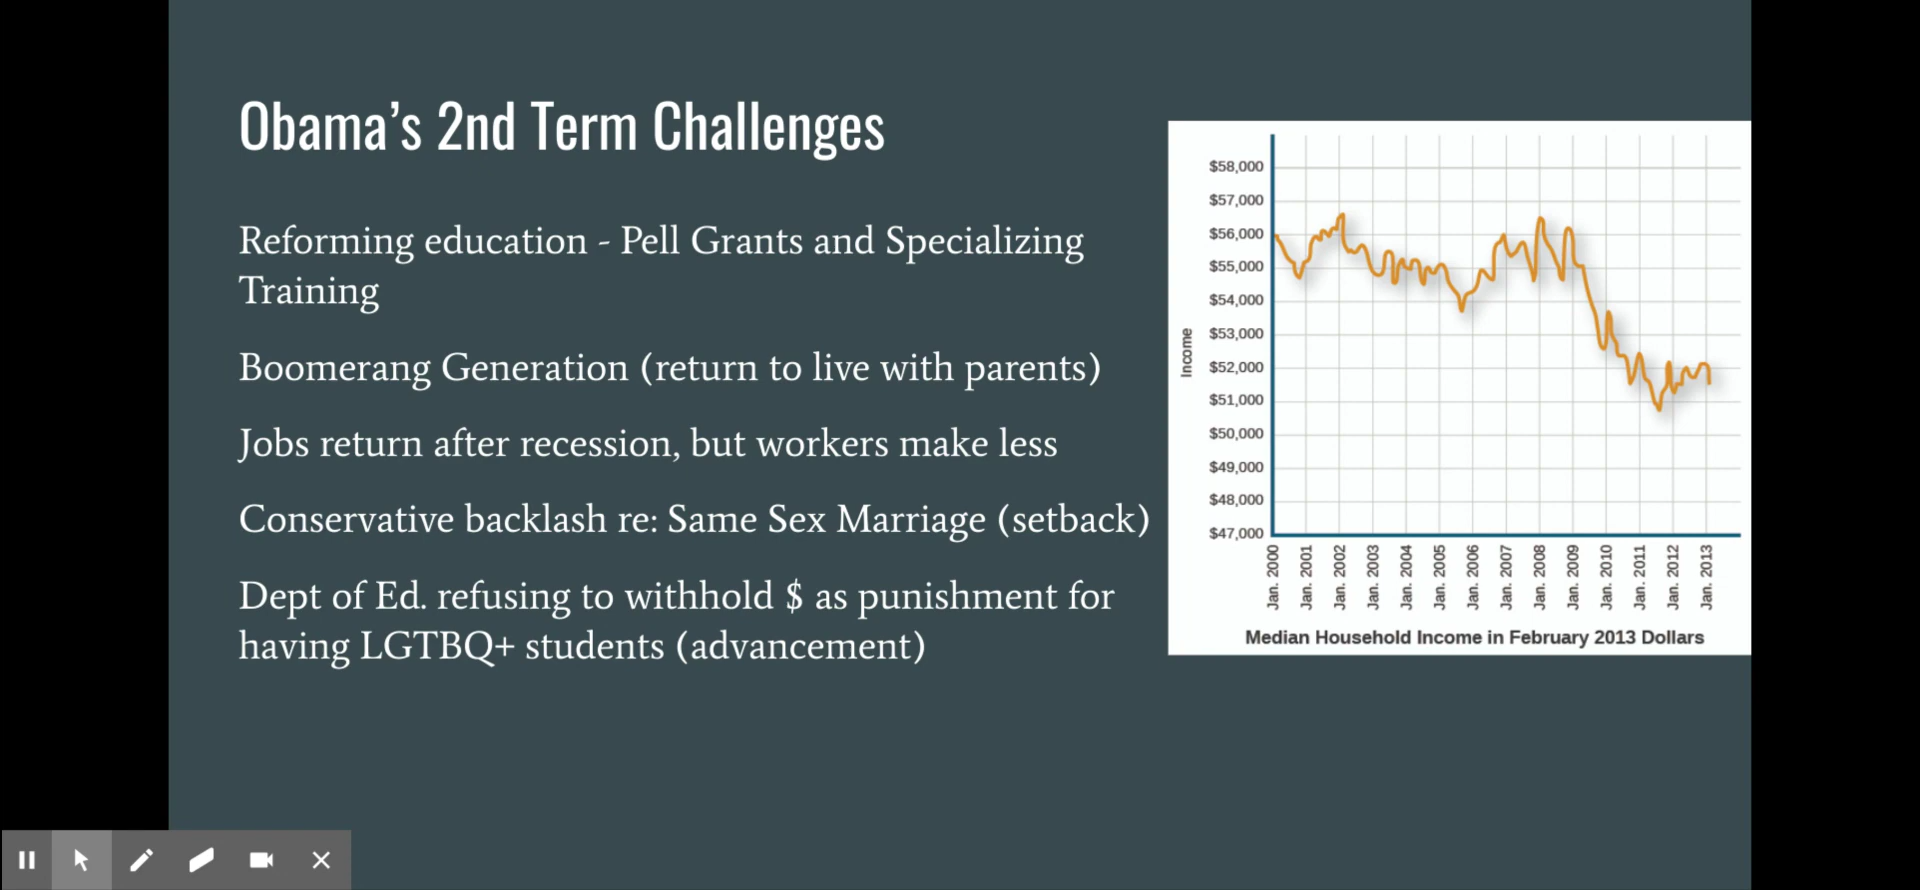 Obama's 2nd Term Challenges
Reforming education - Pell Grants and Specializing
Training
Boomerang Generation (return to live with parents)
Jobs return after recession, but workers make less
Conservative backlash re: Same Sex Marriage (setback)
Dept of Ed. refusing to withhold $ as punishment for
having LGTBQ+ students (advancement)
Income
$58,000
$57,000
$56,000
$55,000
$54,000
$53,000
$52,000
$51,000
$50,000
$49,000
$48,000
$47,000
Jan. 2000
Jan. 2001
Jan. 2002
Jan. 2003
Jan. 2004
Jan. 2005
Jan. 2006
Jan. 2007
Jan. 2008
Jan. 2009
Jan. 2010
Jan. 2011
Jan. 2012
Jan. 2013
Median Household Income in February 2013 Dollars